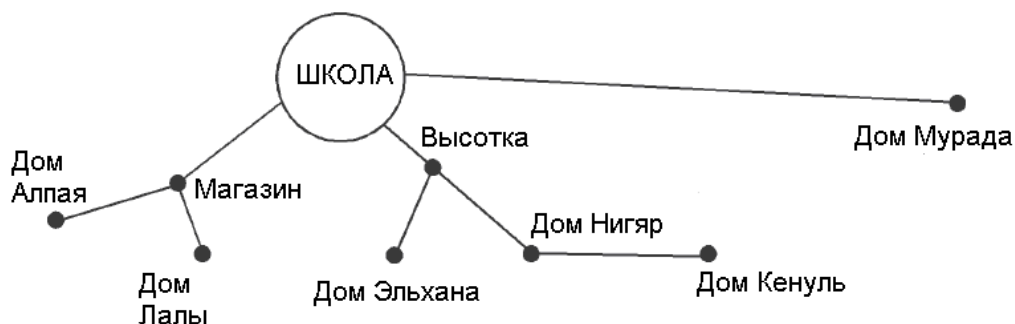 ШКОЛА
Высотка
Дом Мурада
Дом
Алпая
Магазин
Дом Нигяр
Дом
Лалы
Дом Эльхана
Дом Кенуль